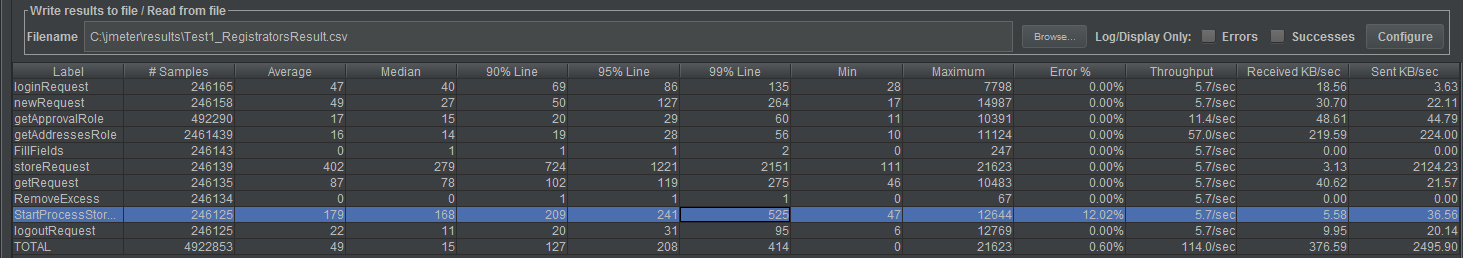 Write results to file / Read from file
Filename C:\jmeter\results\Test1_RegistratorsResult.csv Browse... Log/Display Only: Errors Successes Configure
Label # Samples Average Median 90% Line 95% Line 99% Line Min Maximum Error % Throughput Received KB/sec Sent KB/sec
loginRequest 246165 47 40 69 86 135 28 7798 0.00% 5.7/sec 18.56 3.63
newRequest 246158 49 27 50 127 264 17 14987 0.00% 5.7/sec 30.70 22.11
getApprovalRole 492290 17 15 20 29 60 11 10391 0.00% 11.4/sec 48.61 44.79
getAddressesRole 2461439 16 14 19 28 56 10 11124 0.00% 57.0/sec 219.59 224.00
FillFields 246143 0 1 1 1 2 0 247 0.00% 5.7/sec 0.00 0.00
storeRequest 246139 402 279 724 1221 2151 111 21623 0.00% 5.7/sec 3.13 2124.23
getRequest 246135 87 78 102 119 275 46 10483 0.00% 5.7/sec 40.62 21.57
RemoveExcess 246134 0 0 1 1 1 0 67 0.00% 5.7/sec 0.00 0.00
StartProcessStor... 246125 179 168 209 241 525 47 12644 12.02% 5.7/sec 5.58 36.56
logoutRequest 246125 22 11 20 31 95 6 12769 0.00% 5.7/sec 9.95 20.14
TOTAL 4922853 49 15 127 208 414 0 21623 0.60% 114.0/sec 376.59 2495.90